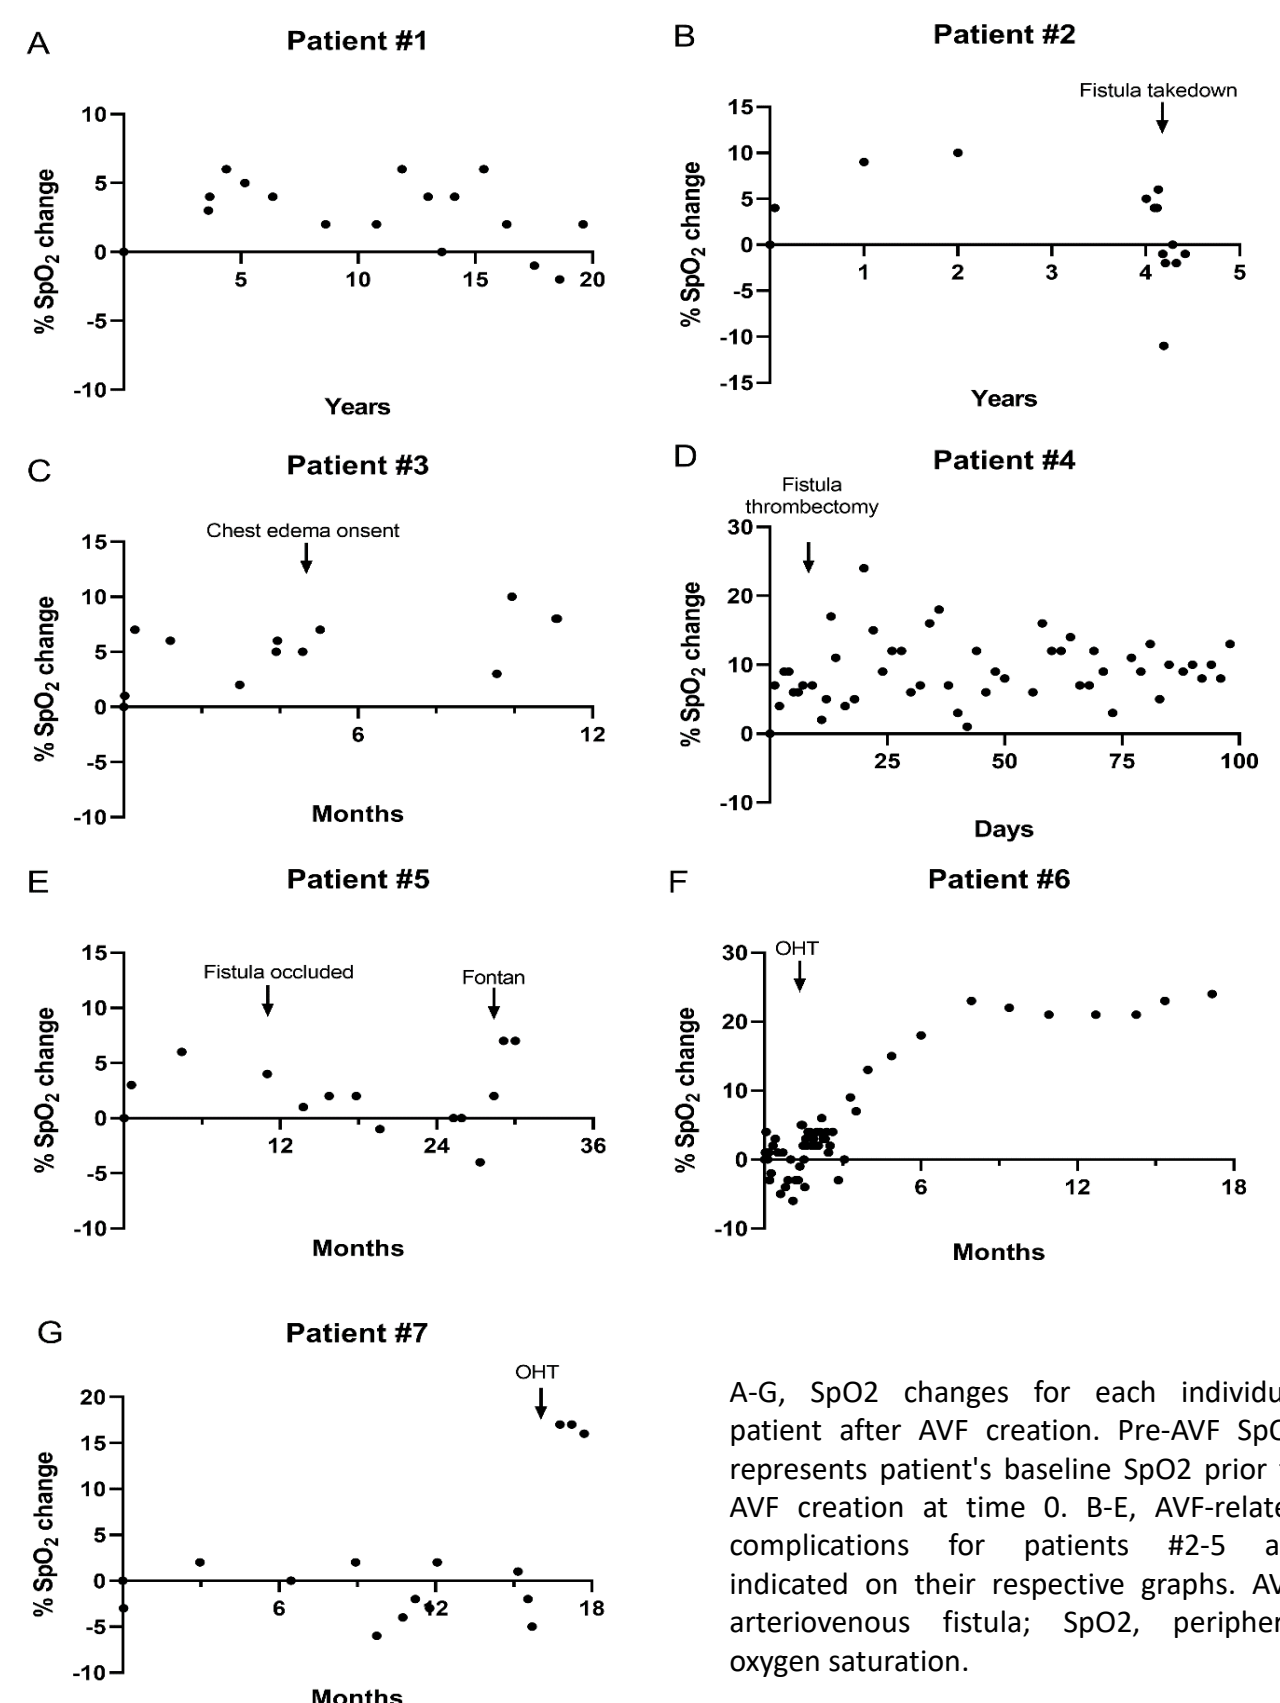 A
Patient #1
10
5
0
-5
-10
% SpO2 change
5
10
15
20
Years
B
Patient #2
Fistula takedown
15
10
5
0
-5
-10
-15
% SpO2 change
1
2
3
4
5
Years
C
Patient #3
Chest edema onsent
15
10
5
0
-5
-10
% SpO2 change
6
12
Months
D
Patient #4
Fistula
thrombectomy
30
20
10
0
-10
% SpO2 change
25
50
75
100
Days
E
Patient #5
Fistula occluded
Fontan
15
10
5
0
-5
-10
% SpO2 change
12
24
36
Months
F
Patient #6
OHT
30
20
10
0
-10
% SpO2 change
6
12
18
Months
G
Patient #7
OHT
20
15
10
5
0
-5
-10
% SpO2 change
6
12
18
Months
A-G, SpO2 changes for each individu
patient after AVF creation. Pre-AVF SpO
represents patient's baseline SpO2 prior
AVF creation at time 0. B-E, AVF-relate
complications for patients #2-5 a
indicated on their respective graphs. AV
arteriovenous fistula; SpO2, peripher
oxygen saturation.